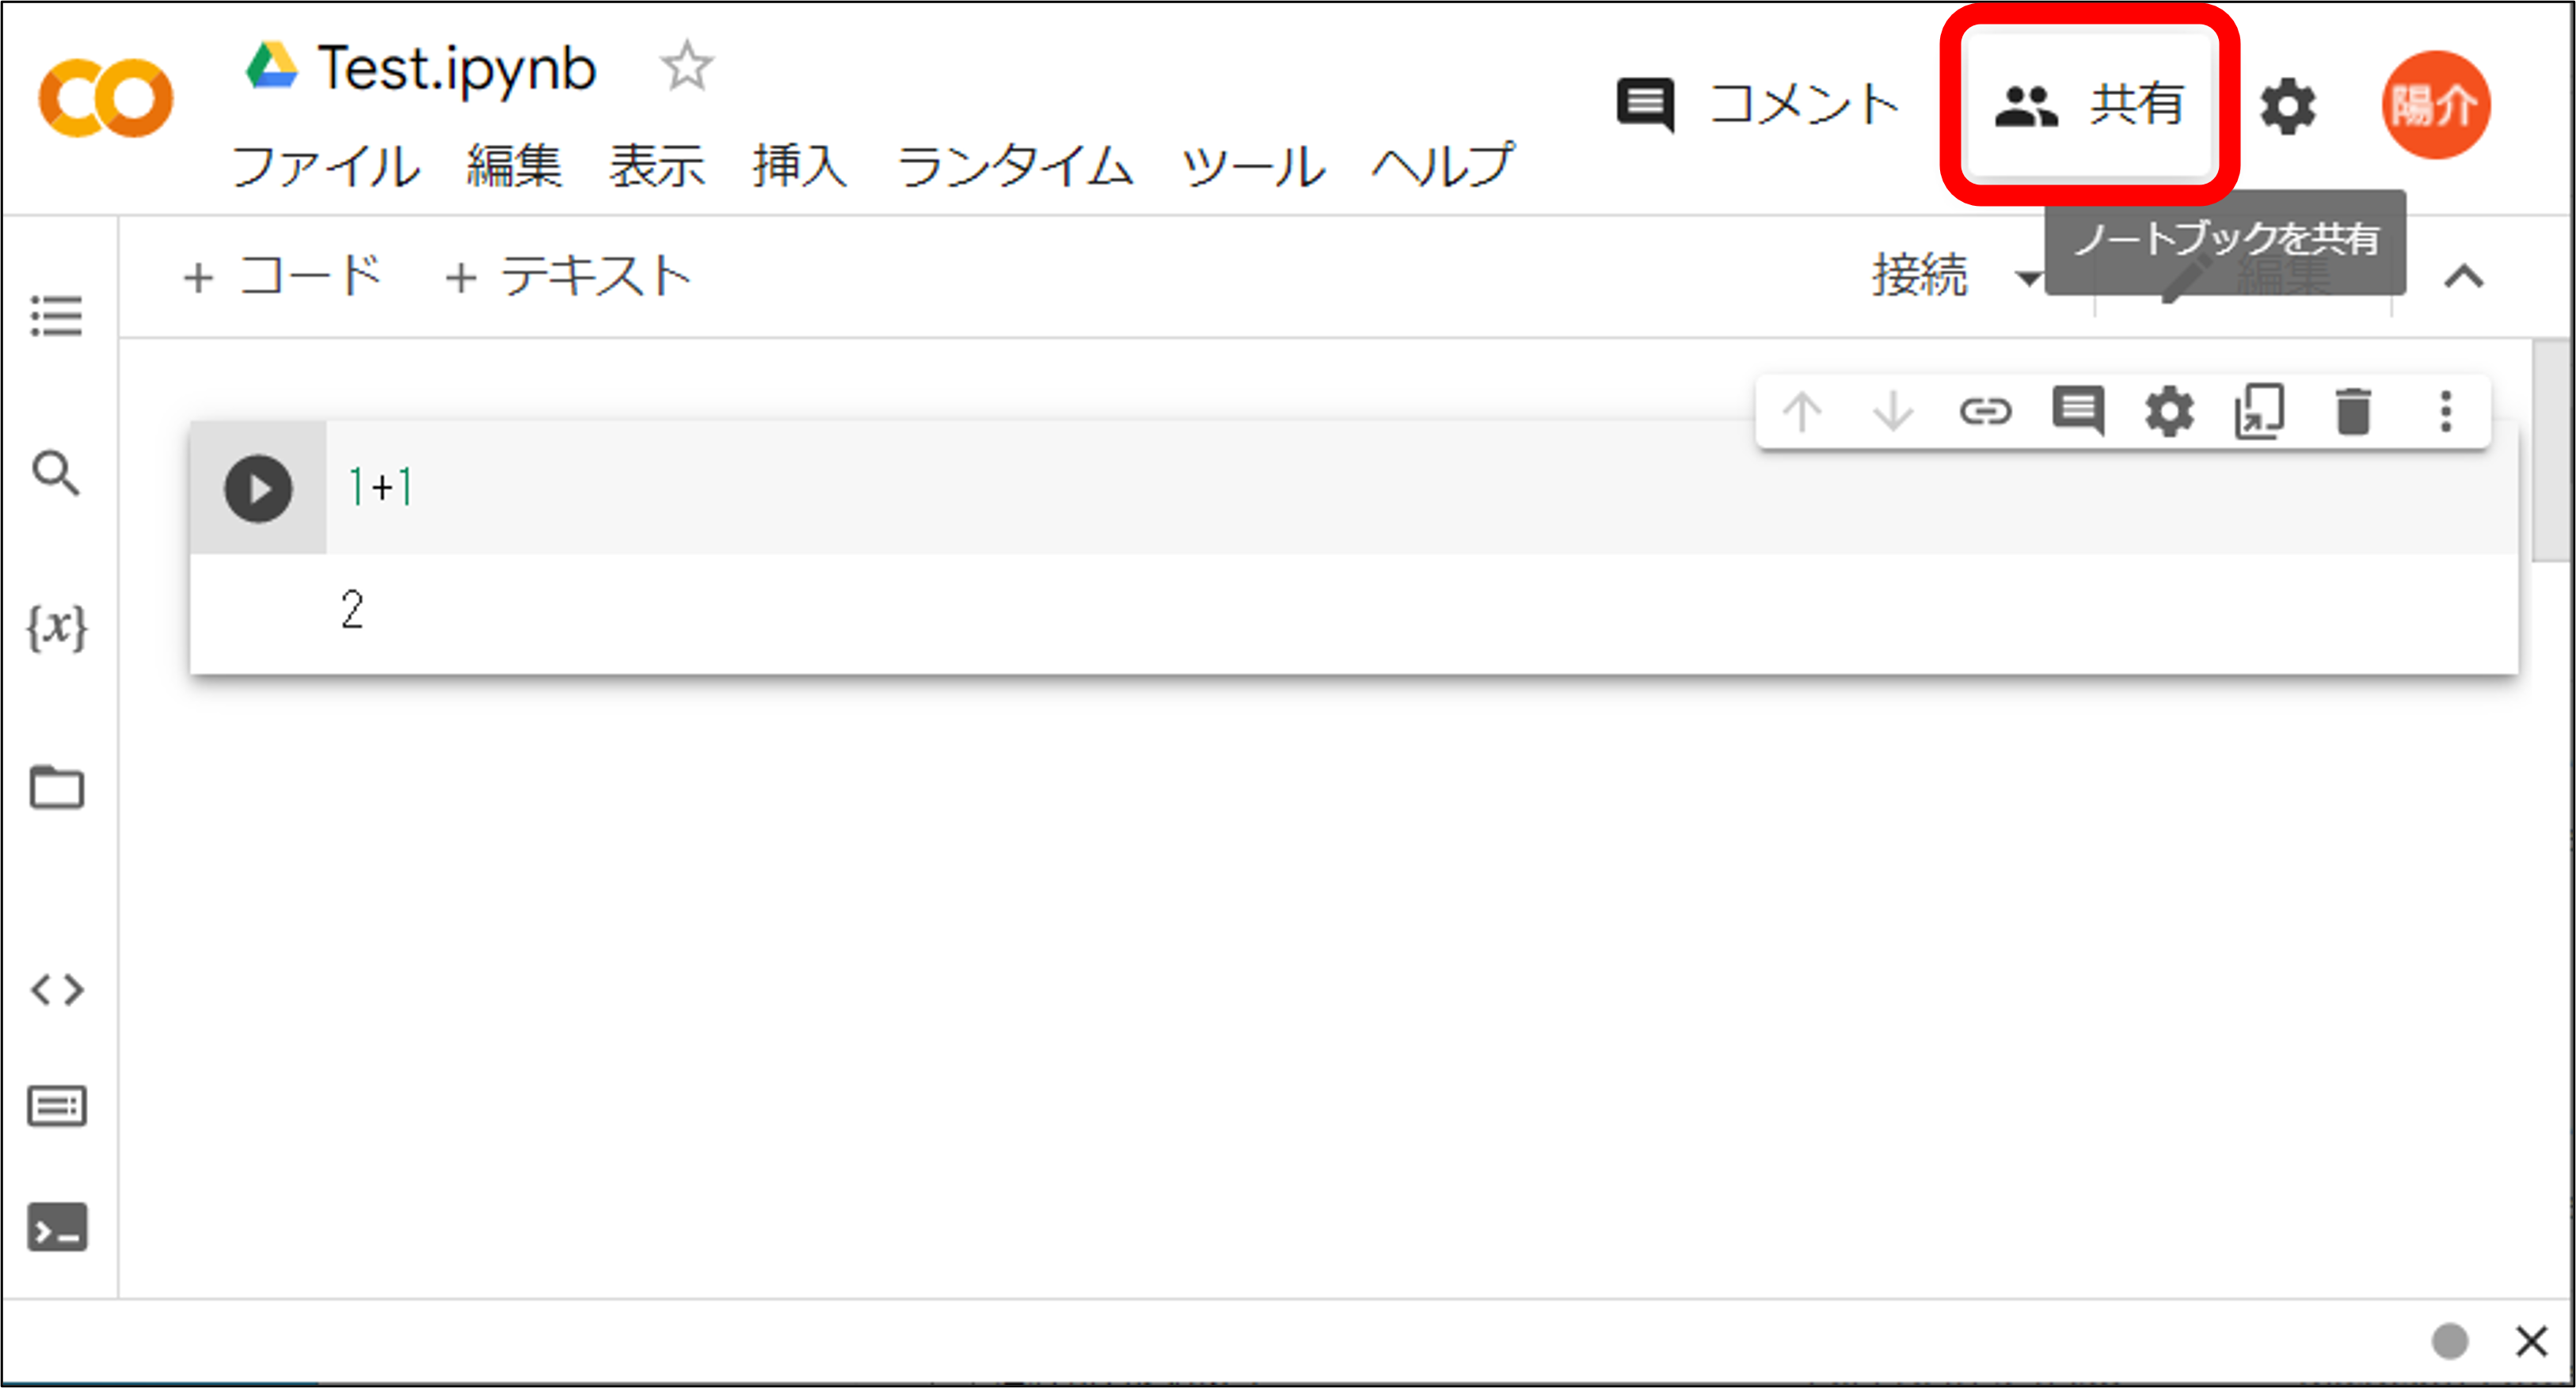 Test.ipynb
コメント
共有
陽介
ファイル 編集 表示 挿入 ランタイム ツール ヘルプ
ノートブックを共有
+ コード + テキスト
接続
編集
1+1
2